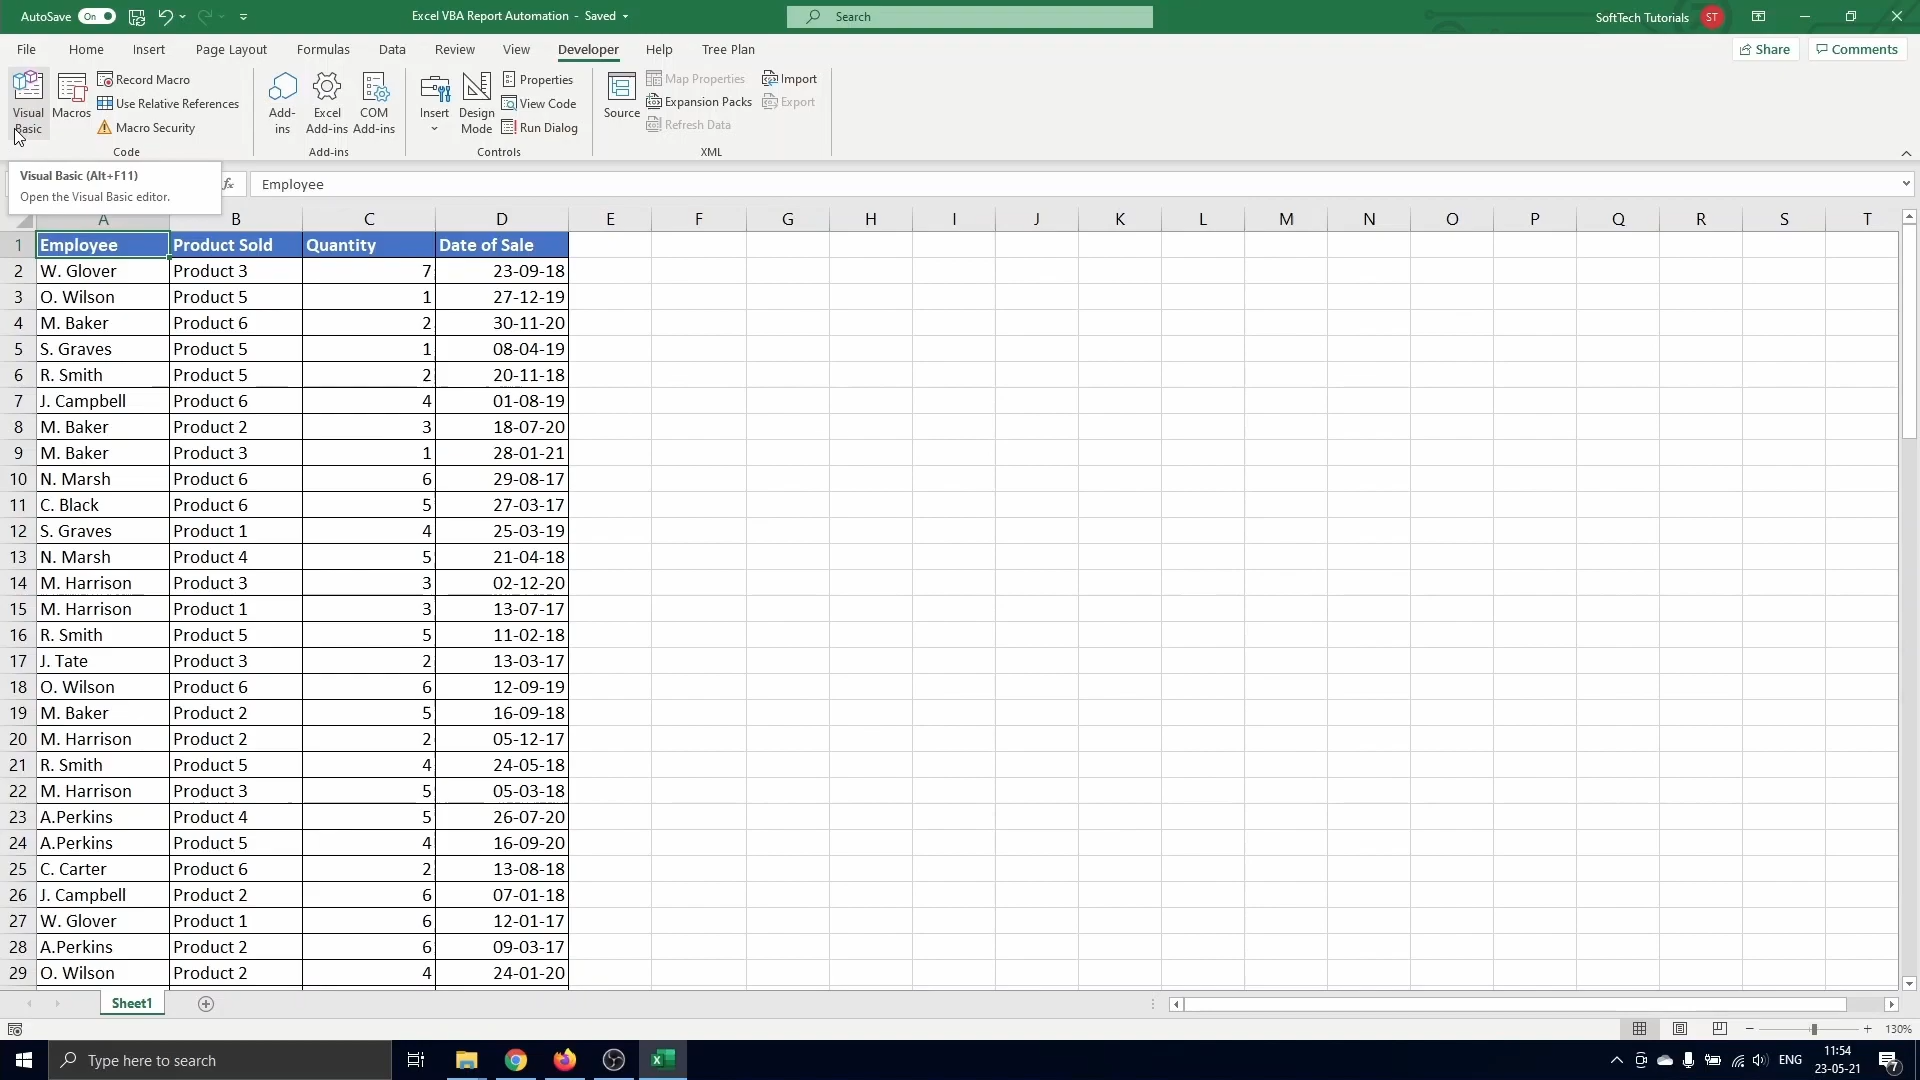 AutoSave On Excel VBA Report Automation - Saved Search SoftTech Tutorials ST
File Home Insert Page Layout Formulas Data Review View Developer Help Tree Plan Share Comments
Visual Basic
Macros
Record Macro
Use Relative References
Macro Security
Code
Add-ins
Excel Add-ins
COM Add-ins
Add-ins
Insert
Design Mode
Properties
View Code
Run Dialog
Controls
Source
Map Properties
Expansion Packs
Refresh Data
Import
Export
XML
Visual Basic (Alt+F11)
Open the Visual Basic editor.
fx Employee
A B C D E F G H I J K L M N O P Q R S T
1 Employee Product Sold Quantity Date of Sale
2 W. Glover Product 3 7 23-09-18
3 O. Wilson Product 5 1 27-12-19
4 M. Baker Product 6 2 30-11-20
5 S. Graves Product 5 1 08-04-19
6 R. Smith Product 5 2 20-11-18
7 J. Campbell Product 6 4 01-08-19
8 M. Baker Product 2 3 18-07-20
9 M. Baker Product 3 1 28-01-21
10 N. Marsh Product 6 6 29-08-17
11 C. Black Product 6 5 27-03-17
12 S. Graves Product 1 4 25-03-19
13 N. Marsh Product 4 5 21-04-18
14 M. Harrison Product 3 3 02-12-20
15 M. Harrison Product 1 3 13-07-17
16 R. Smith Product 5 5 11-02-18
17 J. Tate Product 3 2 13-03-17
18 O. Wilson Product 6 6 12-09-19
19 M. Baker Product 2 5 16-09-18
20 M. Harrison Product 2 2 05-12-17
21 R. Smith Product 5 4 24-05-18
22 M. Harrison Product 3 5 05-03-18
23 A.Perkins Product 4 5 26-07-20
24 A.Perkins Product 5 4 16-09-20
25 C. Carter Product 6 2 13-08-18
26 J. Campbell Product 2 6 07-01-18
27 W. Glover Product 1 6 12-01-17
28 A.Perkins Product 2 6 09-03-17
29 O. Wilson Product 2 4 24-01-20
Sheet1
130%
Type here to search ENG 11:54
23-05-21
7